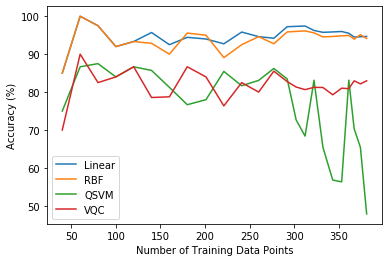 100
90
80
70
60
50
Accuracy (%)
Linear
RBF
QSVM
VQC
50
100
150
200
250
300
350
Number of Training Data Points